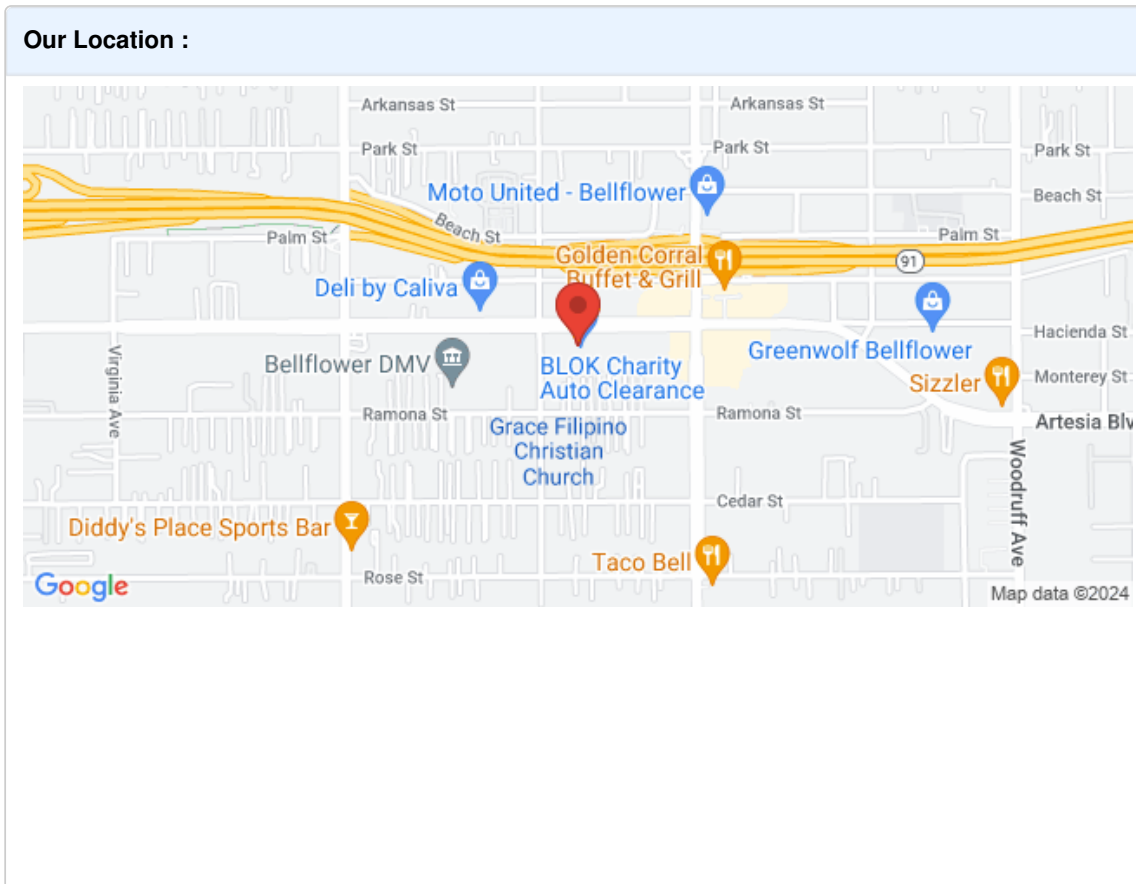 Our Location :
Arkansas St
Arkansas St
Park St
Park St
Park St
Moto United - Bellflower
Beach St
Beach St
Palm St
Palm St
Golden Corral
Buffet & Grill
91
Deli by Caliva
Hacienda St
Greenwolf Bellflower
Bellflower DMV
BLOK Charity
Auto Clearance
Sizzler
Monterey St
Virginia Ave
Ramona St
Ramona St
Artesia Blv
Grace Filipino
Christian
Church
Woodruff Ave
Cedar St
Diddy's Place Sports Bar
Taco Bell
Rose St
Google
Map data ©2024